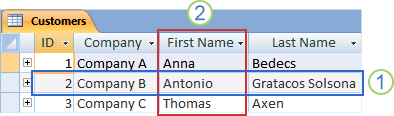 2
Customers
ID Company First Name Last Name
1 Company A Anna Bedecs
2 Company B Antonio Gratacos Solsona 1
3 Company C Thomas Axen